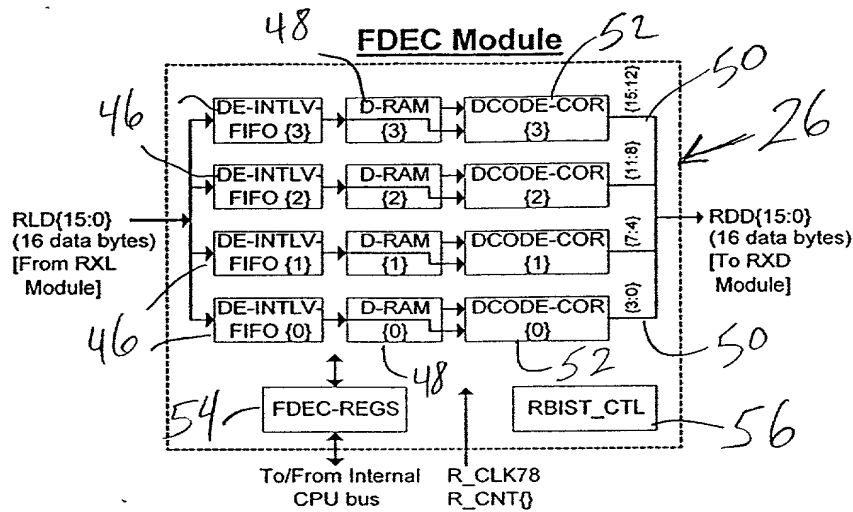 48
FDEC Module
52
50
26
46
DE-INTLV-
FIFO {3}
D-RAM
{3}
DCODE-COR
{3}
{15:12}
46
DE-INTLV-
FIFO {2}
D-RAM
{2}
DCODE-COR
{2}
{11:8}
RLD{15:0}
(16 data bytes)
[From RXL
Module]
DE-INTLV-
FIFO {1}
D-RAM
{1}
DCODE-COR
{1}
{7:4}
RDD{15:0}
(16 data bytes)
[To RXD
Module]
46
DE-INTLV-
FIFO {0}
D-RAM
{0}
DCODE-COR
{0}
{3:0}
50
48
52
54
FDEC-REGS
RBIST_CTL
56
To/From Internal
CPU bus
R_CLK78
R_CNT{}